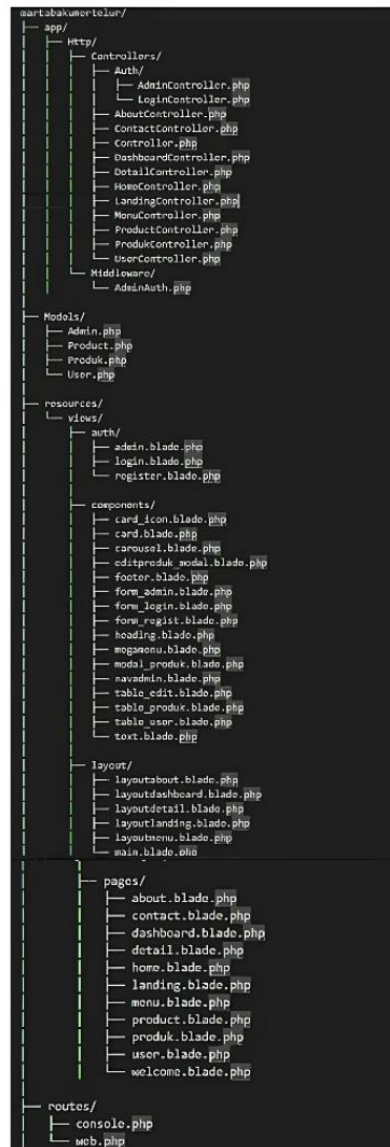 martabakumortelur/
├── app/
│   ├── Http/
│   │   ├── Controllers/
│   │   │   ├── Auth/
│   │   │   │   ├── AdminController.php
│   │   │   │   └── LoginController.php
│   │   │   ├── AboutController.php
│   │   │   ├── ContactController.php
│   │   │   ├── Controller.php
│   │   │   ├── DashboardController.php
│   │   │   ├── DetailController.php
│   │   │   ├── HomeController.php
│   │   │   ├── LandingController.php
│   │   │   ├── MenuController.php
│   │   │   ├── ProductController.php
│   │   │   ├── ProdukController.php
│   │   │   └── UserController.php
│   │   └── Middleware/
│   │       └── AdminAuth.php
├── Models/
│   ├── Admin.php
│   ├── Product.php
│   ├── Produk.php
│   └── User.php
├── resources/
│   └── views/
│       ├── auth/
│       │   ├── admin.blade.php
│       │   ├── login.blade.php
│       │   └── register.blade.php
│       ├── components/
│       │   ├── card_icon.blade.php
│       │   ├── card.blade.php
│       │   ├── carousel.blade.php
│       │   ├── editproduk_modal.blade.php
│       │   ├── footer.blade.php
│       │   ├── form_admin.blade.php
│       │   ├── form_login.blade.php
│       │   ├── form_regist.blade.php
│       │   ├── heading.blade.php
│       │   ├── megamenu.blade.php
│       │   ├── modal_produk.blade.php
│       │   ├── navadmin.blade.php
│       │   ├── table_edit.blade.php
│       │   ├── table_produk.blade.php
│       │   ├── table_user.blade.php
│       │   └── text.blade.php
│       ├── layout/
│       │   ├── layoutabout.blade.php
│       │   ├── layoutdashboard.blade.php
│       │   ├── layoutdetail.blade.php
│       │   ├── layoutlanding.blade.php
│       │   ├── layoutmenu.blade.php
│       │   └── main.blade.php
│       ├── pages/
│       │   ├── about.blade.php
│       │   ├── contact.blade.php
│       │   ├── dashboard.blade.php
│       │   ├── detail.blade.php
│       │   ├── home.blade.php
│       │   ├── landing.blade.php
│       │   ├── menu.blade.php
│       │   ├── product.blade.php
│       │   ├── produk.blade.php
│       │   ├── user.blade.php
│       │   └── welcome.blade.php
├── routes/
│   ├── console.php
│   └── web.php